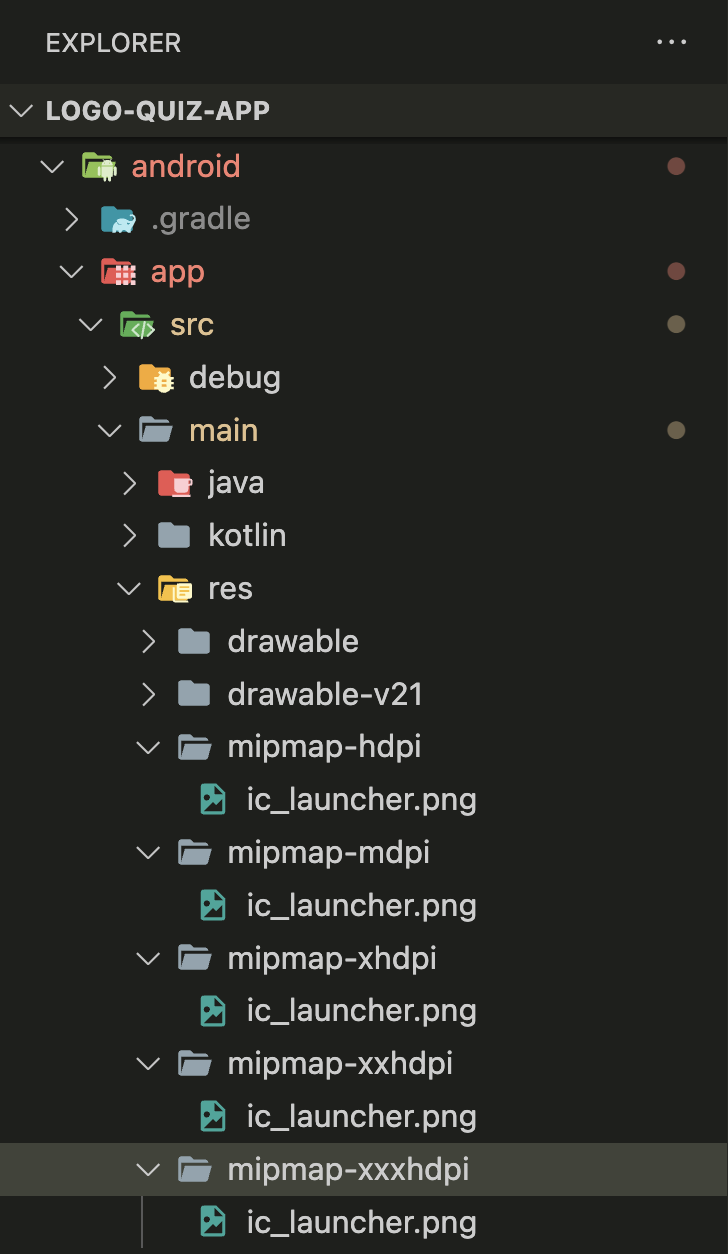 EXPLORER
LOGO-QUIZ-APP
android
.gradle
app
src
debug
main
java
kotlin
res
drawable
drawable-v21
mipmap-hdpi
ic_launcher.png
mipmap-mdpi
ic_launcher.png
mipmap-xhdpi
ic_launcher.png
mipmap-xxhdpi
ic_launcher.png
mipmap-xxxhdpi
ic_launcher.png